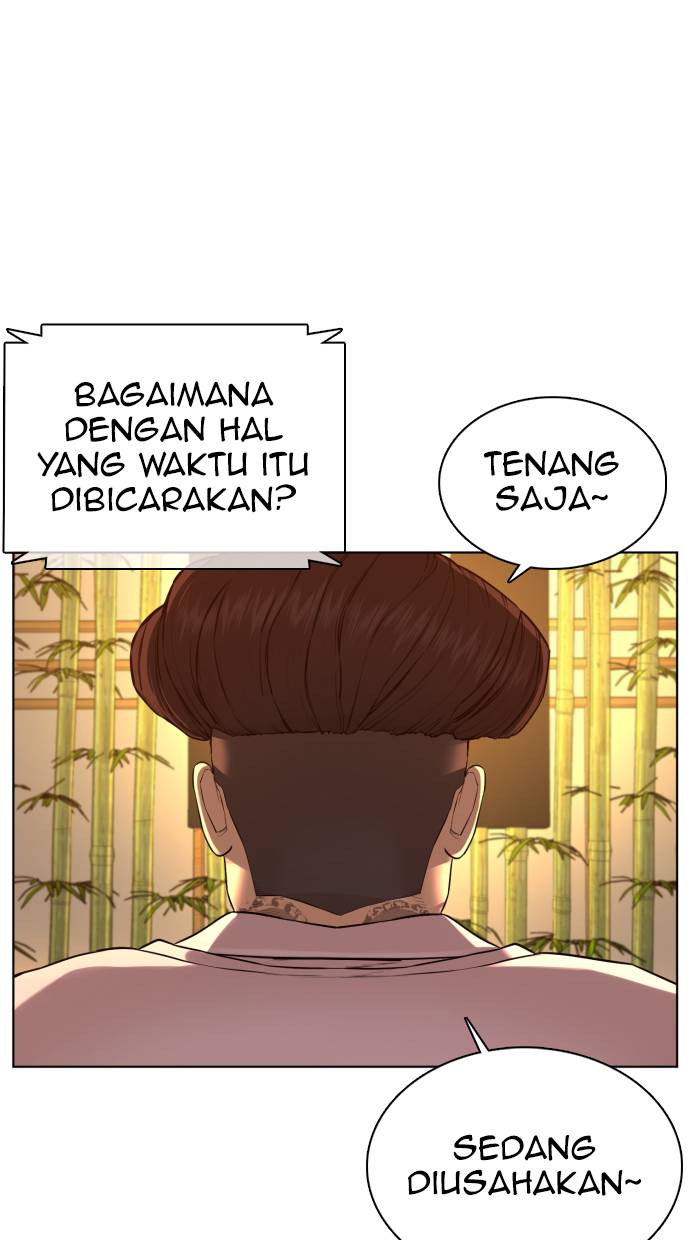 BAGAIMANA
DENGAN HAL
YANG WAKTU ITU
DIBICARAKAN?
TENANG
SAJA~
SEDANG
DIUSAHAKAN~